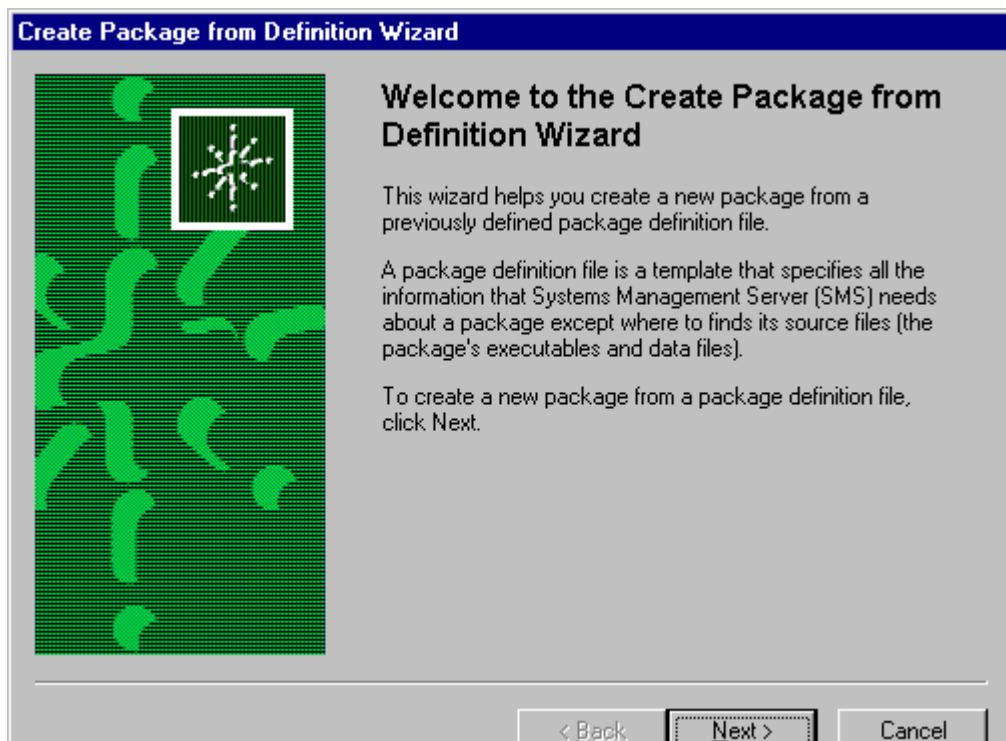 Create Package from Definition Wizard
Welcome to the Create Package from
Definition Wizard
This wizard helps you create a new package from a
previously defined package definition file.
A package definition file is a template that specifies all the
information that Systems Management Server (SMS) needs
about a package except where to finds its source files (the
package's executables and data files).
To create a new package from a package definition file,
click Next.
< Back
Next >
Cancel